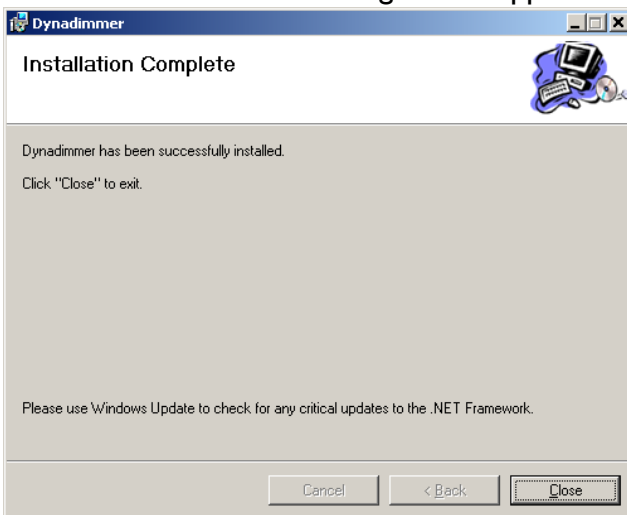 Dynadimmer
Installation Complete
Dynadimmer has been successfully installed.
Click "Close" to exit.
Please use Windows Update to check for any critical updates to the .NET Framework.
Cancel < Back Close